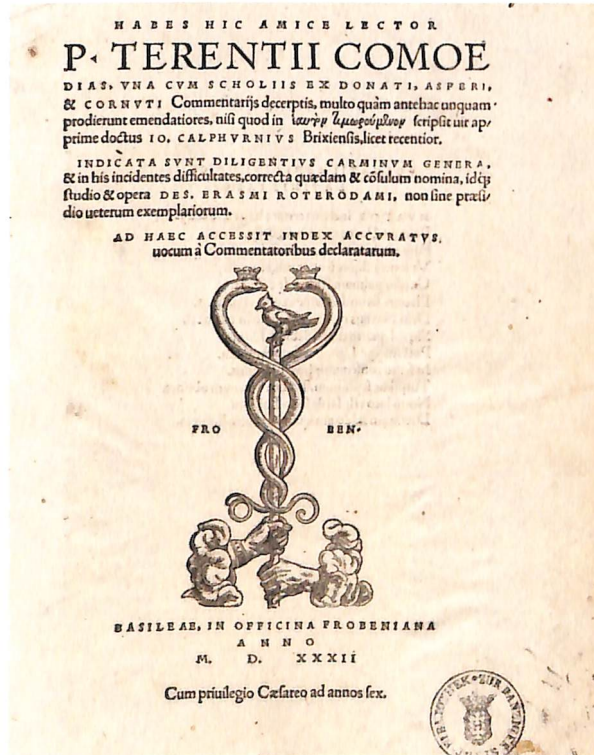 HABES HIC AMICE LECTOR
P. TERENTII COMOE
DIAS, VNA CVM SCHOLIIS EX DONATI, ASPERI,
& CORNVTI Commentarijs decerptis, multo quàm antehac unquam
prodierunt emendatiores, nisi quod in ἑαυτὸν τιμωρούμενον scripsit uir ap/
prime doctus IO. CALPHVRNIVS Brixiensis, licet recentior.
INDICATA SVNT DILIGENTIVS CARMINVM GENERA,
& in his incidentes difficultates, correcta quædam & cōsulum nomina, idq;
studio & opera DES. ERASMI ROTERODAMI, non sine præsi/
dio ueterum exemplariorum.
AD HAEC ACCESSIT INDEX ACCVRATVS,
uocum à Commentatoribus declaratarum.
FRO BEN.
BASILEAE, IN OFFICINA FROBENIANA
ANNO
M. D. XXXII
Cum priuilegio Cæsareo ad annos sex.
BIBLIOTHEK ZUR